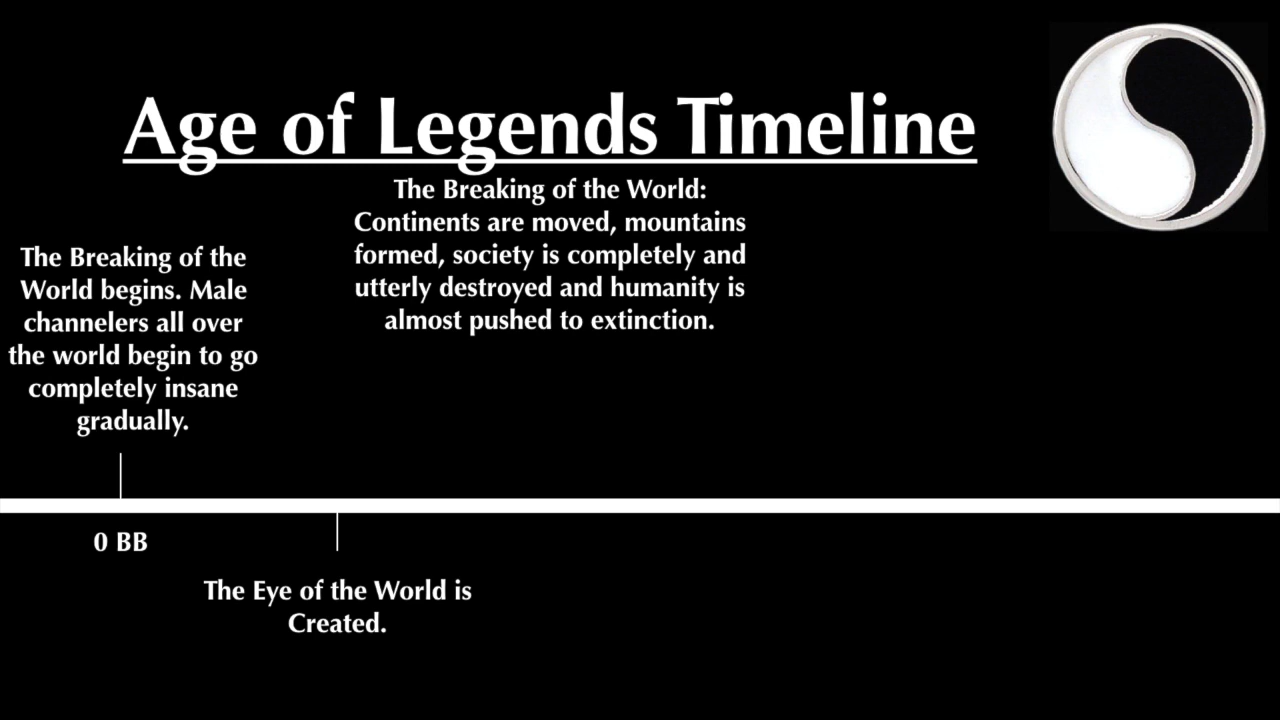 Age of Legends Timeline
The Breaking of the World:
Continents are moved, mountains
formed, society is completely and
utterly destroyed and humanity is
almost pushed to extinction.
The Breaking of the
World begins. Male
channelers all over
the world begin to go
completely insane
gradually.
0 BB
The Eye of the World is
Created.